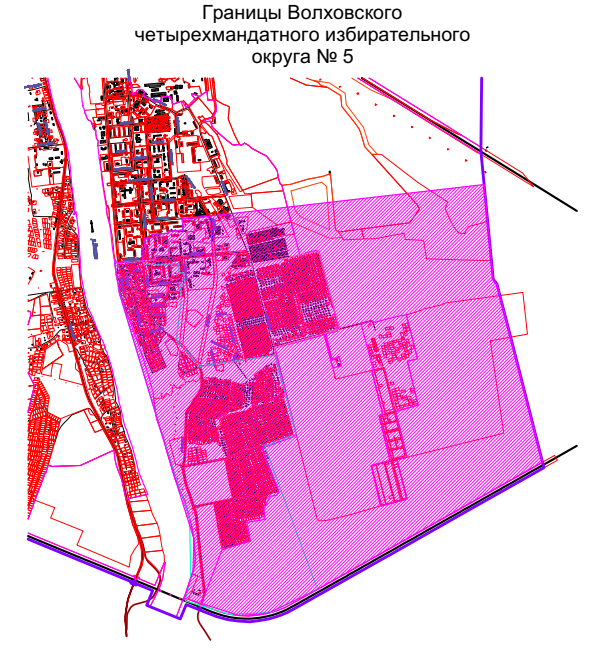 Границы Волховского
четырехмандатного избирательного
округа № 5